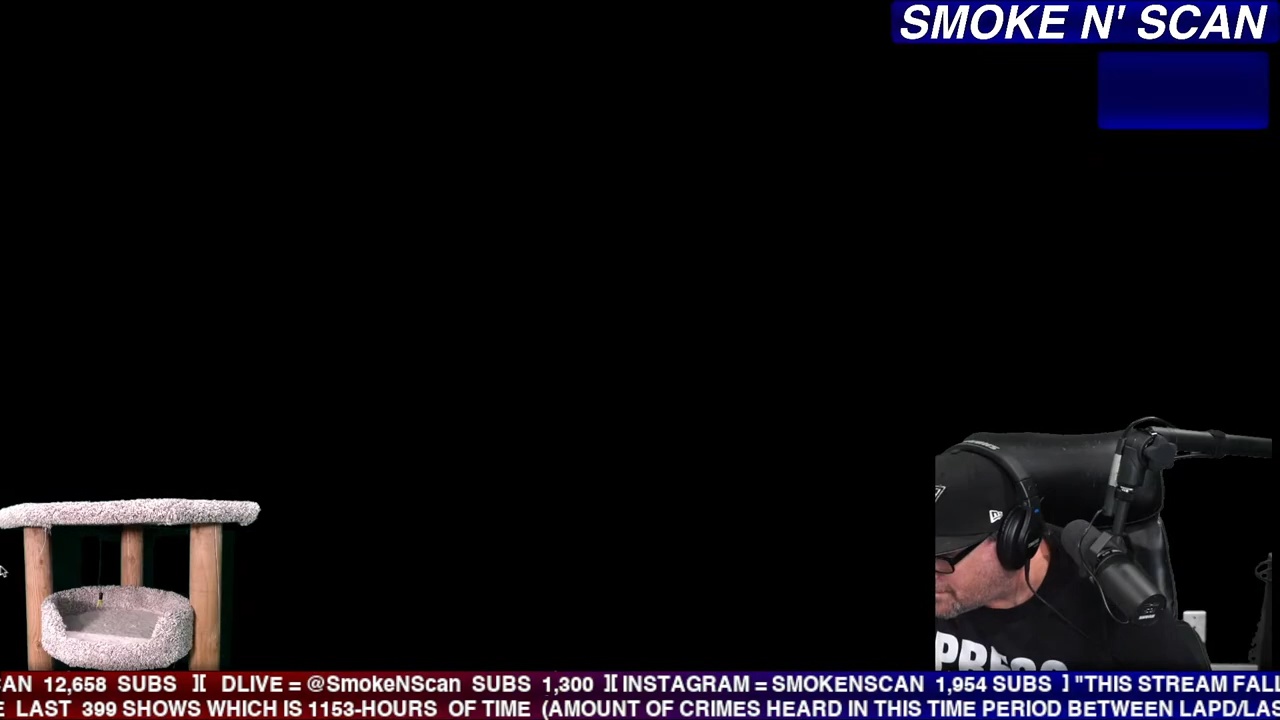 SMOKE N' SCAN
PRESS
AN 12,658 SUBS ][ DLIVE = @SmokeNScan SUBS 1,300 ][ INSTAGRAM = SMOKENSCAN 1,954 SUBS ] "THIS STREAM FALL
LAST 399 SHOWS WHICH IS 1153-HOURS OF TIME (AMOUNT OF CRIMES HEARD IN THIS TIME PERIOD BETWEEN LAPD/LAS